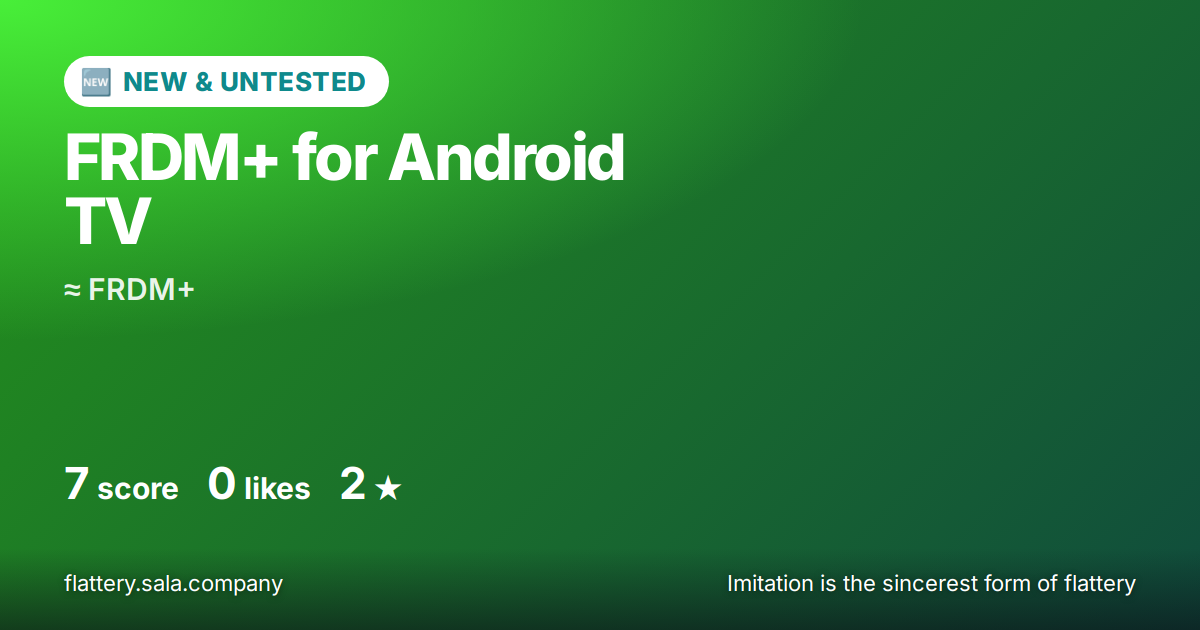 🆕 NEW & UNTESTED
FRDM+ for Android
TV
≈ FRDM+
7 score 0 likes 2 ★
flattery.sala.company
Imitation is the sincerest form of flattery